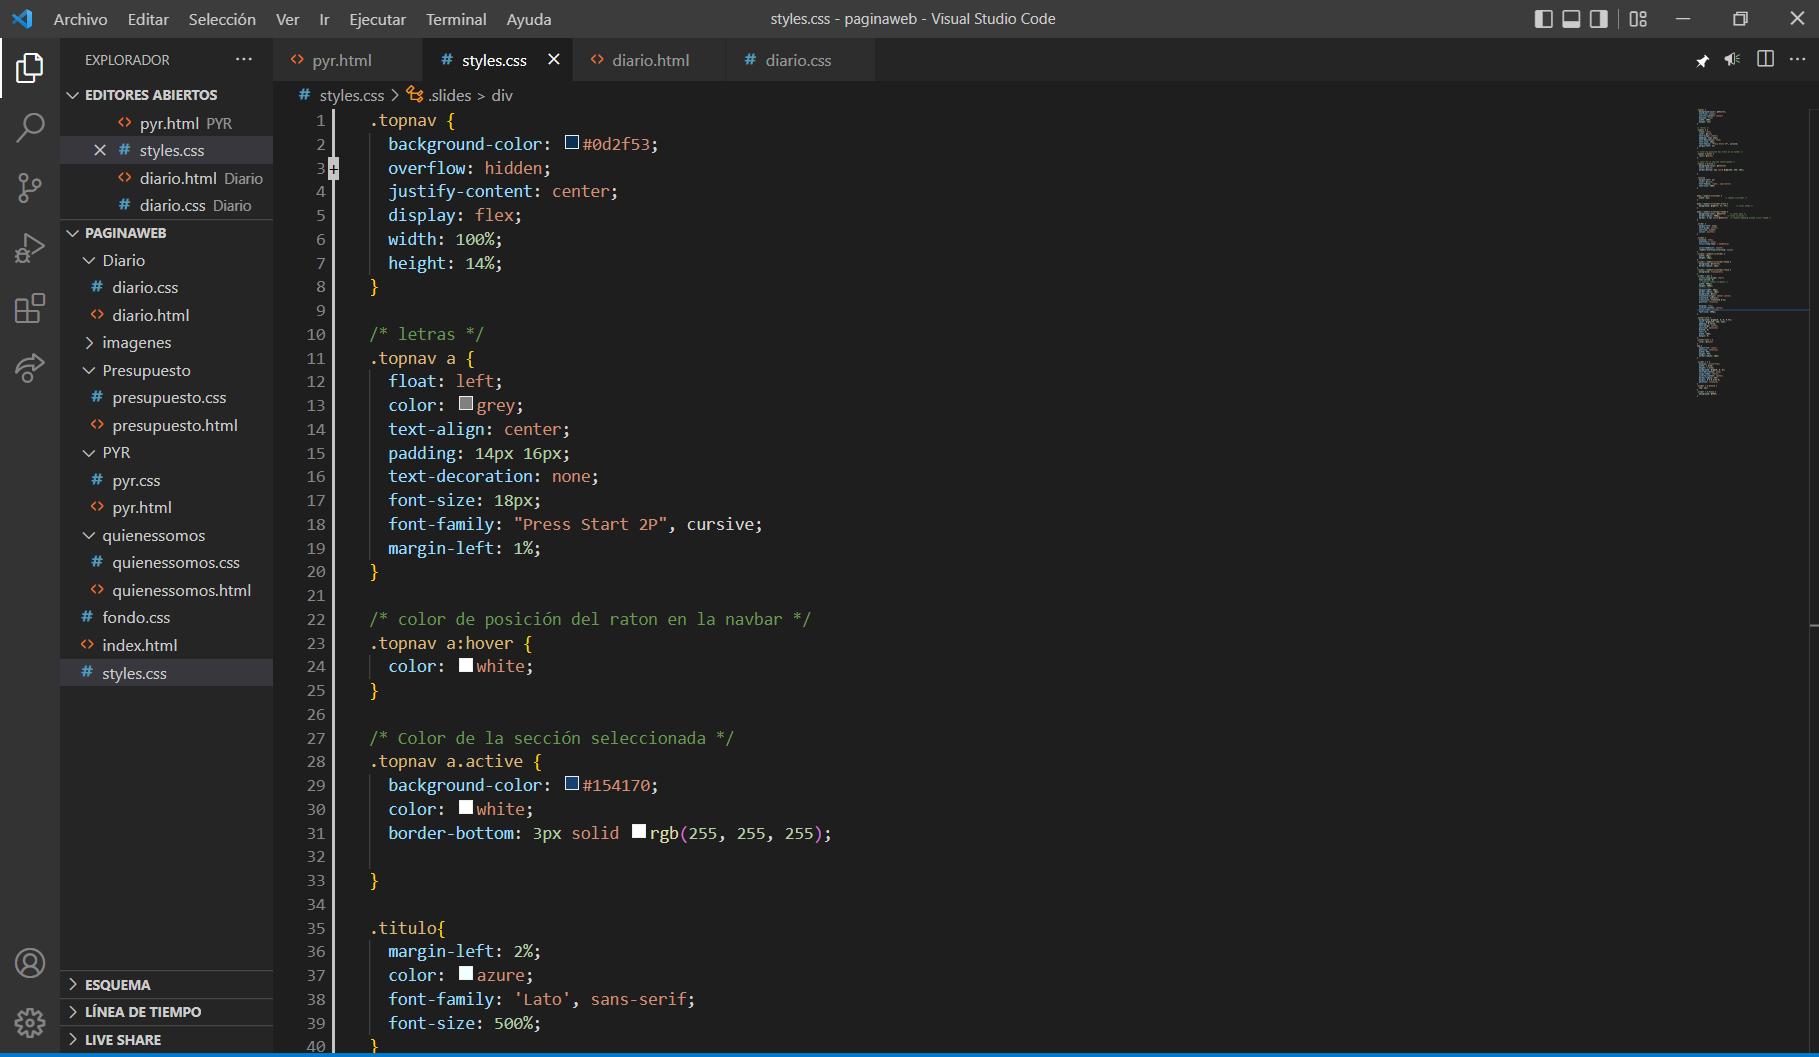 Archivo Editar Selección Ver Ir Ejecutar Terminal Ayuda
styles.css - paginaweb - Visual Studio Code
EXPLORADOR
EDITORES ABIERTOS
pyr.html PYR
styles.css
diario.html Diario
diario.css Diario
PAGINAWEB
Diario
diario.css
diario.html
imagenes
Presupuesto
presupuesto.css
presupuesto.html
PYR
pyr.css
pyr.html
quienessomos
quienessomos.css
quienessomos.html
fondo.css
index.html
styles.css
ESQUEMA
LÍNEA DE TIEMPO
LIVE SHARE
pyr.html
styles.css
diario.html
diario.css
styles.css > .slides > div
1 .topnav {
2 background-color: #0d2f53;
3 overflow: hidden;
4 justify-content: center;
5 display: flex;
6 width: 100%;
7 height: 14%;
8 }
9
10 /* letras */
11 .topnav a {
12 float: left;
13 color: grey;
14 text-align: center;
15 padding: 14px 16px;
16 text-decoration: none;
17 font-size: 18px;
18 font-family: "Press Start 2P", cursive;
19 margin-left: 1%;
20 }
21
22 /* color de posición del raton en la navbar */
23 .topnav a:hover {
24 color: white;
25 }
26
27 /* Color de la sección seleccionada */
28 .topnav a.active {
29 background-color: #154170;
30 color: white;
31 border-bottom: 3px solid rgb(255, 255, 255);
32
33 }
34
35 .titulo{
36 margin-left: 2%;
37 color: azure;
38 font-family: 'Lato', sans-serif;
39 font-size: 500%;
40 }